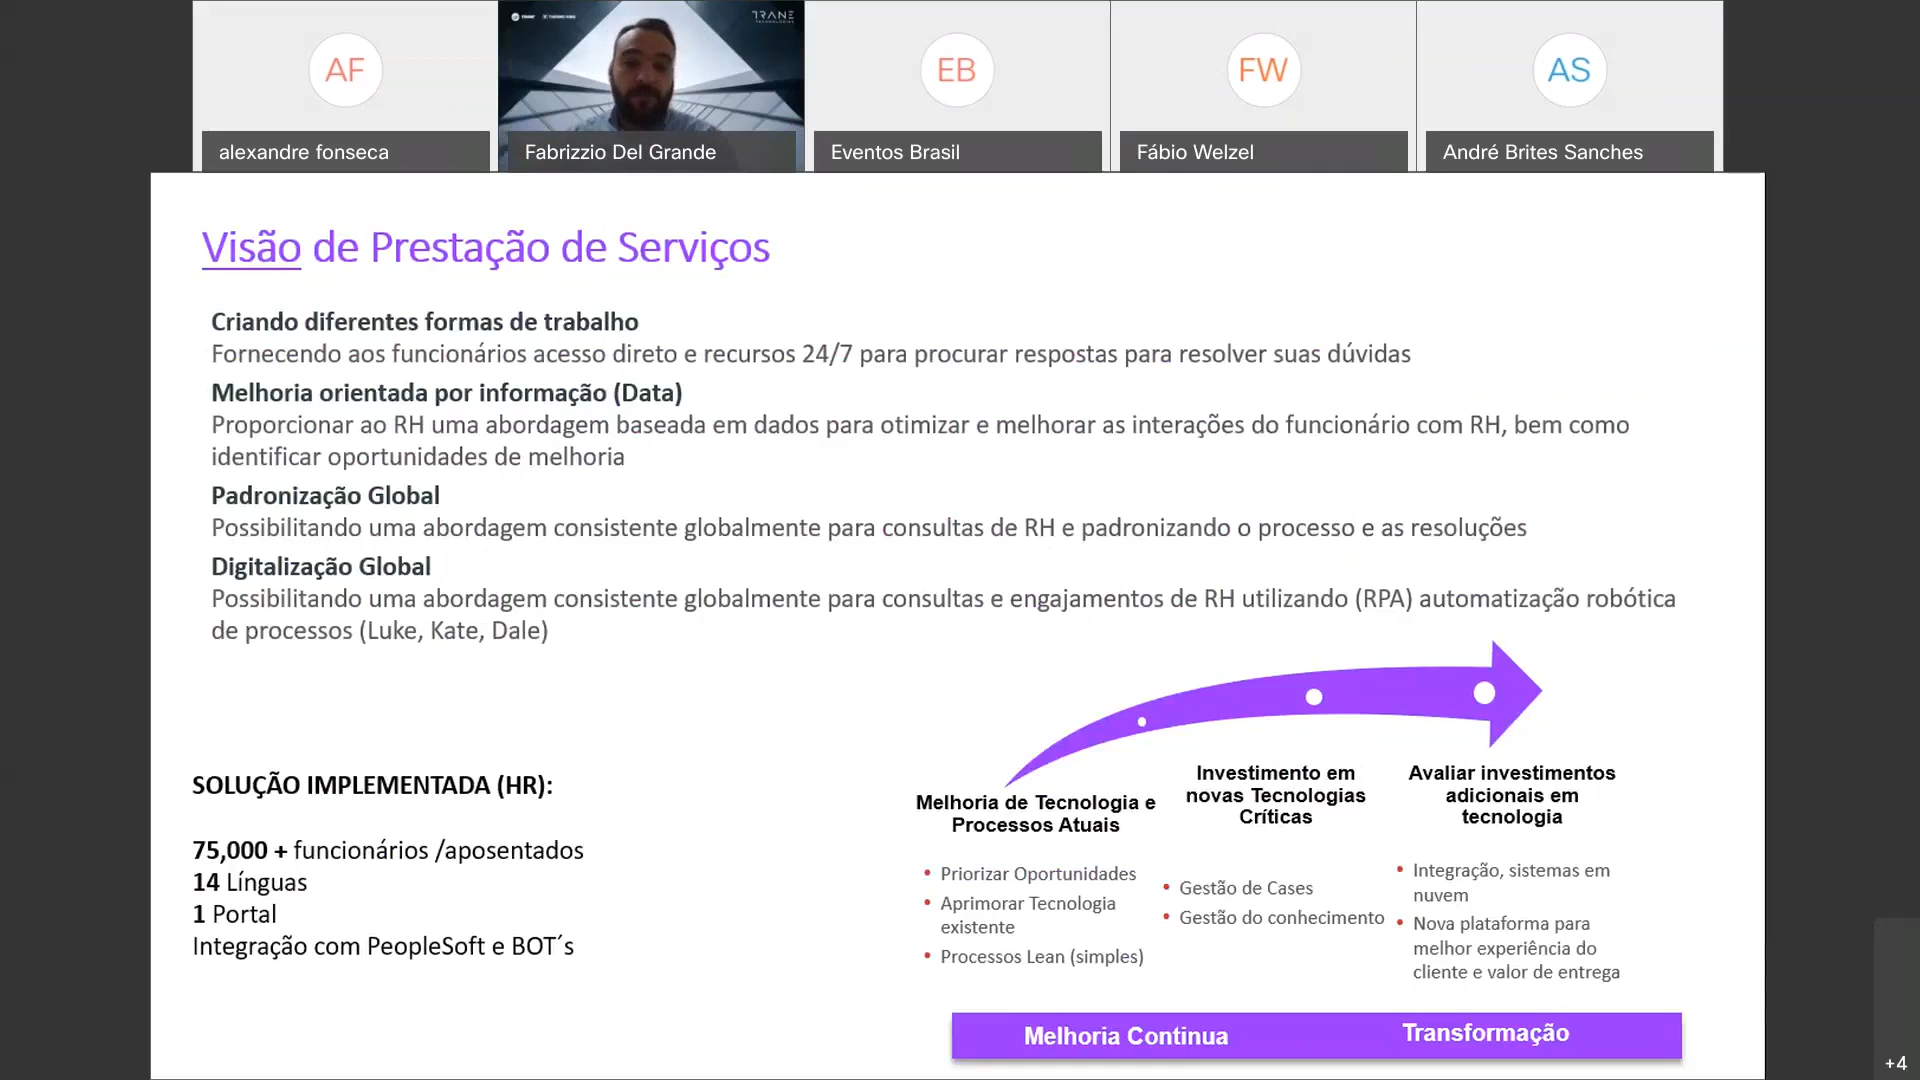 TRANE
THERMO KING
TRANE
TECHNOLOGIES
AF
EB
FW
AS
alexandre fonseca
Fabrizzio Del Grande
Eventos Brasil
Fábio Welzel
André Brites Sanches
Visão de Prestação de Serviços
Criando diferentes formas de trabalho
Fornecendo aos funcionários acesso direto e recursos 24/7 para procurar respostas para resolver suas dúvidas
Melhoria orientada por informação (Data)
Proporcionar ao RH uma abordagem baseada em dados para otimizar e melhorar as interações do funcionário com RH, bem como
identificar oportunidades de melhoria
Padronização Global
Possibilitando uma abordagem consistente globalmente para consultas de RH e padronizando o processo e as resoluções
Digitalização Global
Possibilitando uma abordagem consistente globalmente para consultas e engajamentos de RH utilizando (RPA) automatização robótica
de processos (Luke, Kate, Dale)
SOLUÇÃO IMPLEMENTADA (HR):
75,000 + funcionários /aposentados
14 Línguas
1 Portal
Integração com PeopleSoft e BOT´s
Melhoria de Tecnologia e
Processos Atuais
• Priorizar Oportunidades
• Aprimorar Tecnologia
existente
• Processos Lean (simples)
Investimento em
novas Tecnologias
Críticas
• Gestão de Cases
• Gestão do conhecimento
Avaliar investimentos
adicionais em
tecnologia
• Integração, sistemas em
nuvem
• Nova plataforma para
melhor experiência do
cliente e valor de entrega
Melhoria Continua
Transformação
+4